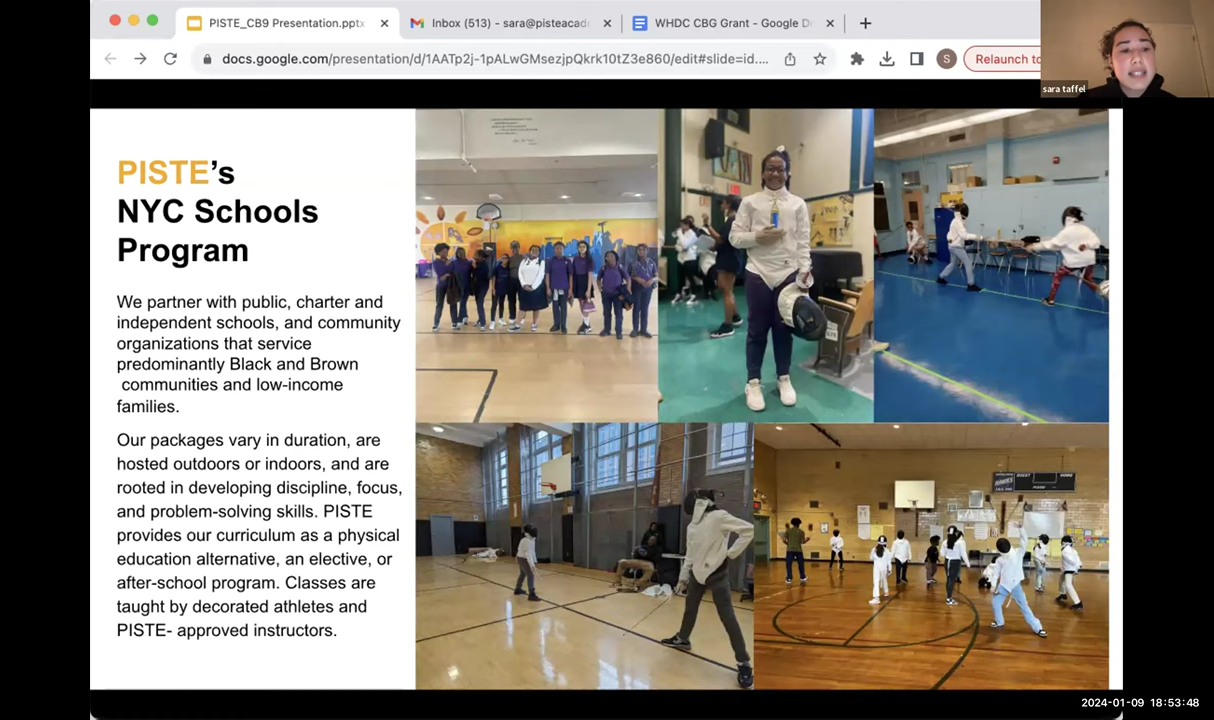 PISTE_CB9 Presentation.pptx
Inbox (513) - sara@pisteacad
WHDC CBG Grant - Google D
docs.google.com/presentation/d/1AATp2j-1pALwGMsezjpQkrk10tZ3e860/edit#slide=id....
S
Relaunch to
sara taffel
PISTE's
NYC Schools
Program
We partner with public, charter and
independent schools, and community
organizations that service
predominantly Black and Brown
communities and low-income
families.
Our packages vary in duration, are
hosted outdoors or indoors, and are
rooted in developing discipline, focus,
and problem-solving skills. PISTE
provides our curriculum as a physical
education alternative, an elective, or
after-school program. Classes are
taught by decorated athletes and
PISTE- approved instructors.
2024-01-09 18:53:48